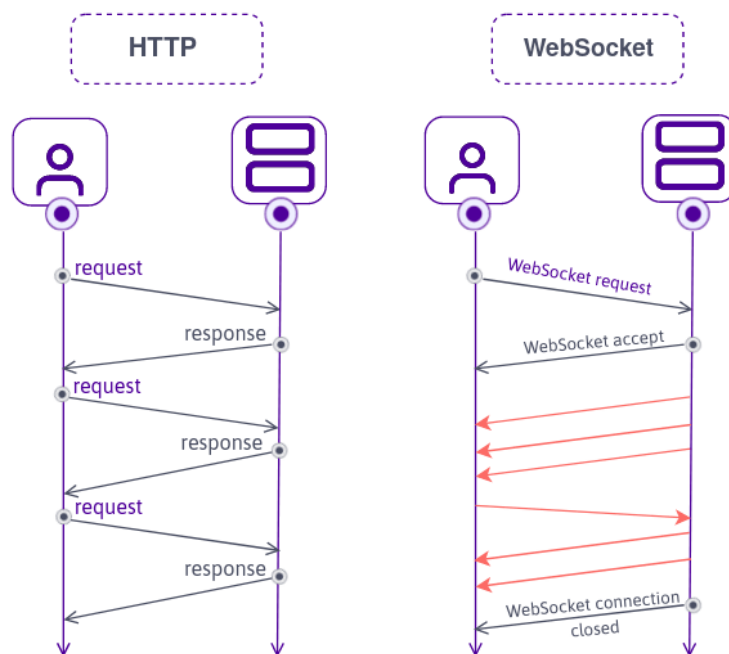 HTTP
WebSocket
request
response
request
response
request
response
WebSocket request
WebSocket accept
WebSocket connection
closed